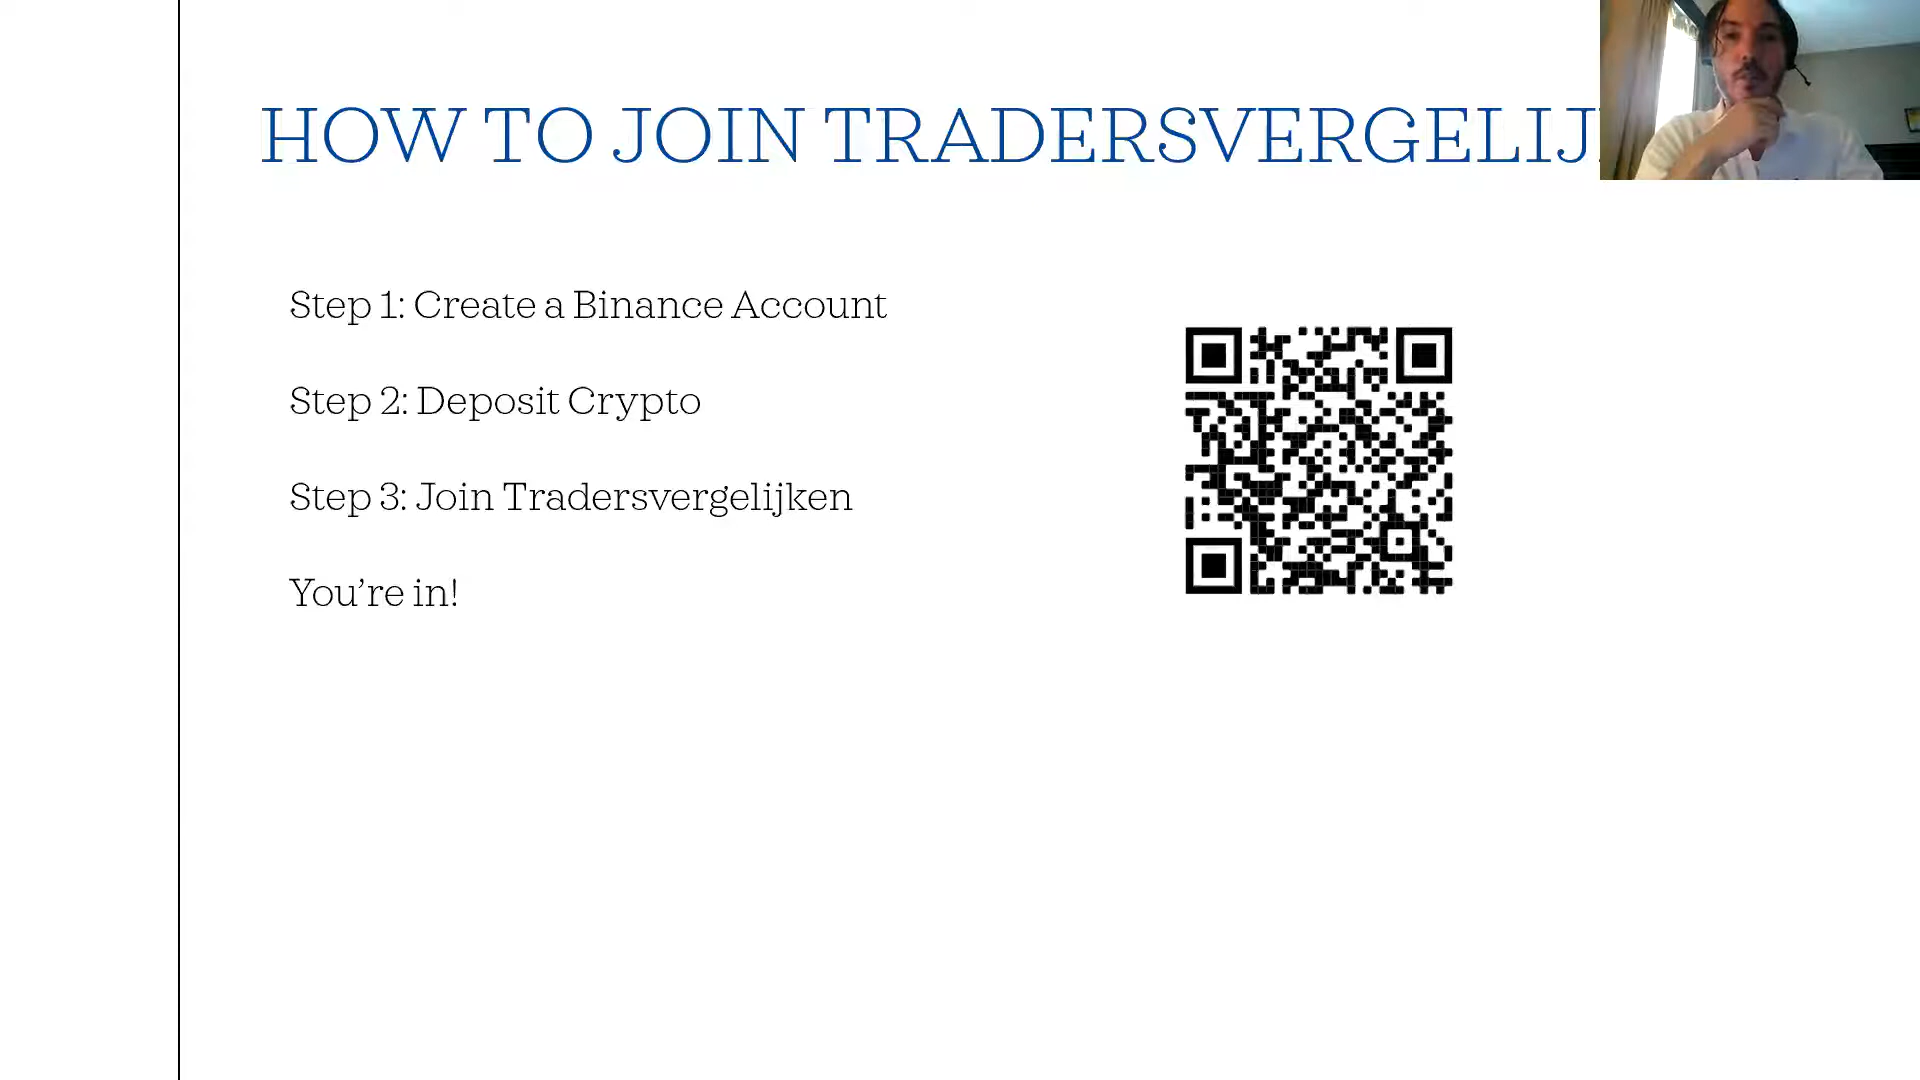 HOW TO JOIN TRADERSVERGELIJ
Step 1: Create a Binance Account
Step 2: Deposit Crypto
Step 3: Join Tradersvergelijken
You're in!